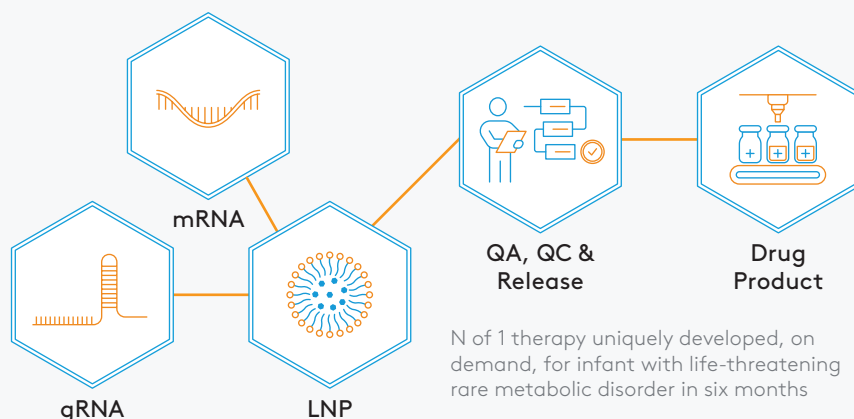 mRNA
gRNA
LNP
QA, QC &
Release
Drug
Product
N of 1 therapy uniquely developed, on
demand, for infant with life-threatening
rare metabolic disorder in six months